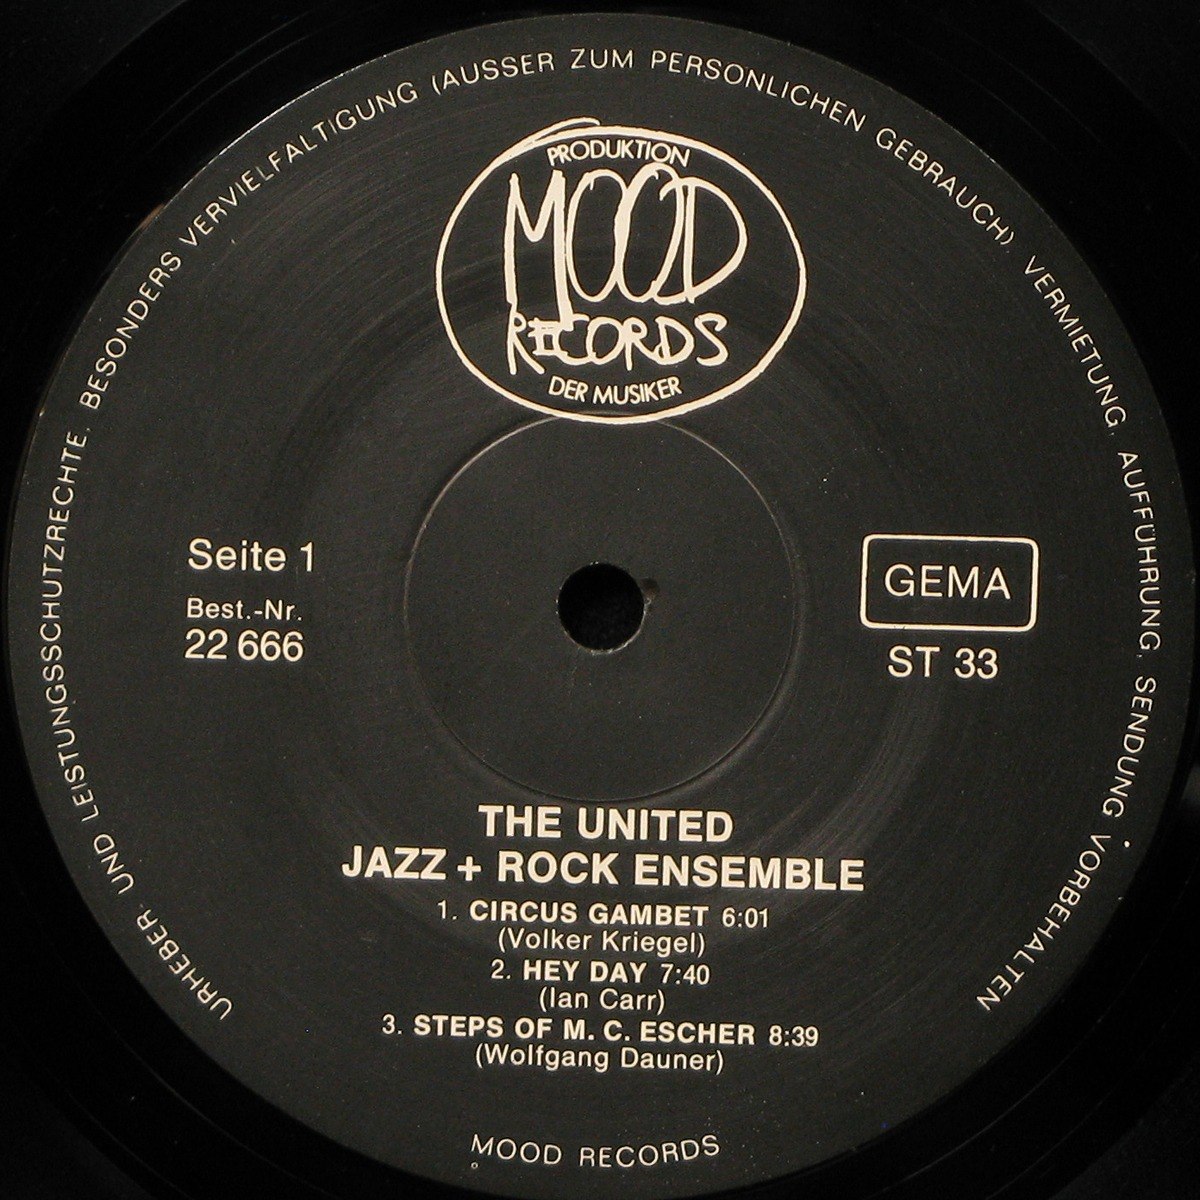 URHEBER- UND LEISTUNGSSCHUTZRECHTE, BESONDERS VERVIELFALTIGUNG (AUSSER ZUM PERSONLICHEN GEBRAUCH), VERMIETUNG, AUFFÜHRUNG, SENDUNG VORBEHALTEN
PRODUKTION
MOOD
RECORDS
DER MUSIKER
Seite 1
Best.-Nr.
22 666
GEMA
ST 33
THE UNITED
JAZZ + ROCK ENSEMBLE
1. CIRCUS GAMBET 6:01
(Volker Kriegel)
2. HEY DAY 7:40
(Ian Carr)
3. STEPS OF M. C. ESCHER 8:39
(Wolfgang Dauner)
MOOD RECORDS